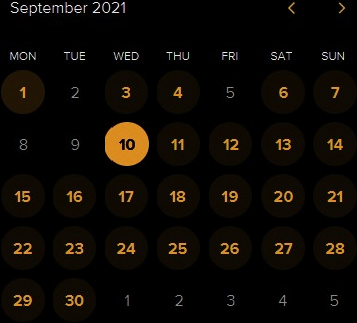 September 2021
MON TUE WED THU FRI SAT SUN
1 2 3 4 5 6 7
8 9 10 11 12 13 14
15 16 17 18 19 20 21
22 23 24 25 26 27 28
29 30 1 2 3 4 5